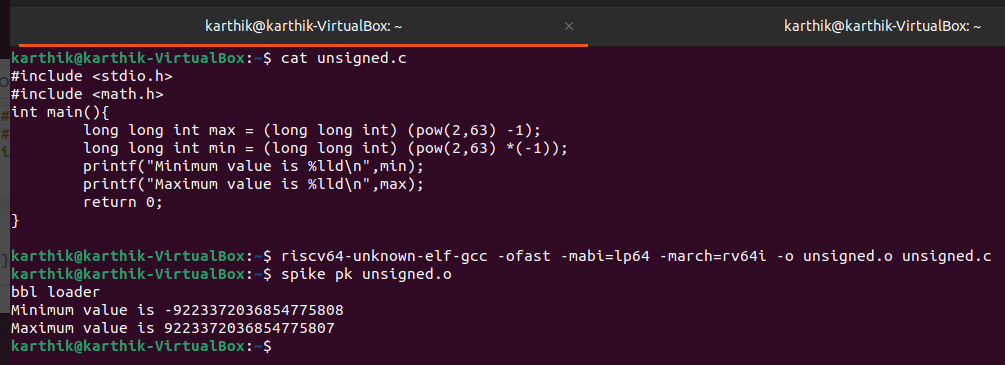 karthik@karthik-VirtualBox: ~ × karthik@karthik-VirtualBox: ~
karthik@karthik-VirtualBox:~$ cat unsigned.c
#include <stdio.h>
#include <math.h>
int main(){
        long long int max = (long long int) (pow(2,63) -1);
        long long int min = (long long int) (pow(2,63) *(-1));
        printf("Minimum value is %lld\n",min);
        printf("Maximum value is %lld\n",max);
        return 0;
}
karthik@karthik-VirtualBox:~$ riscv64-unknown-elf-gcc -ofast -mabi=lp64 -march=rv64i -o unsigned.o unsigned.c
karthik@karthik-VirtualBox:~$ spike pk unsigned.o
bbl loader
Minimum value is -9223372036854775808
Maximum value is 9223372036854775807
karthik@karthik-VirtualBox:~$